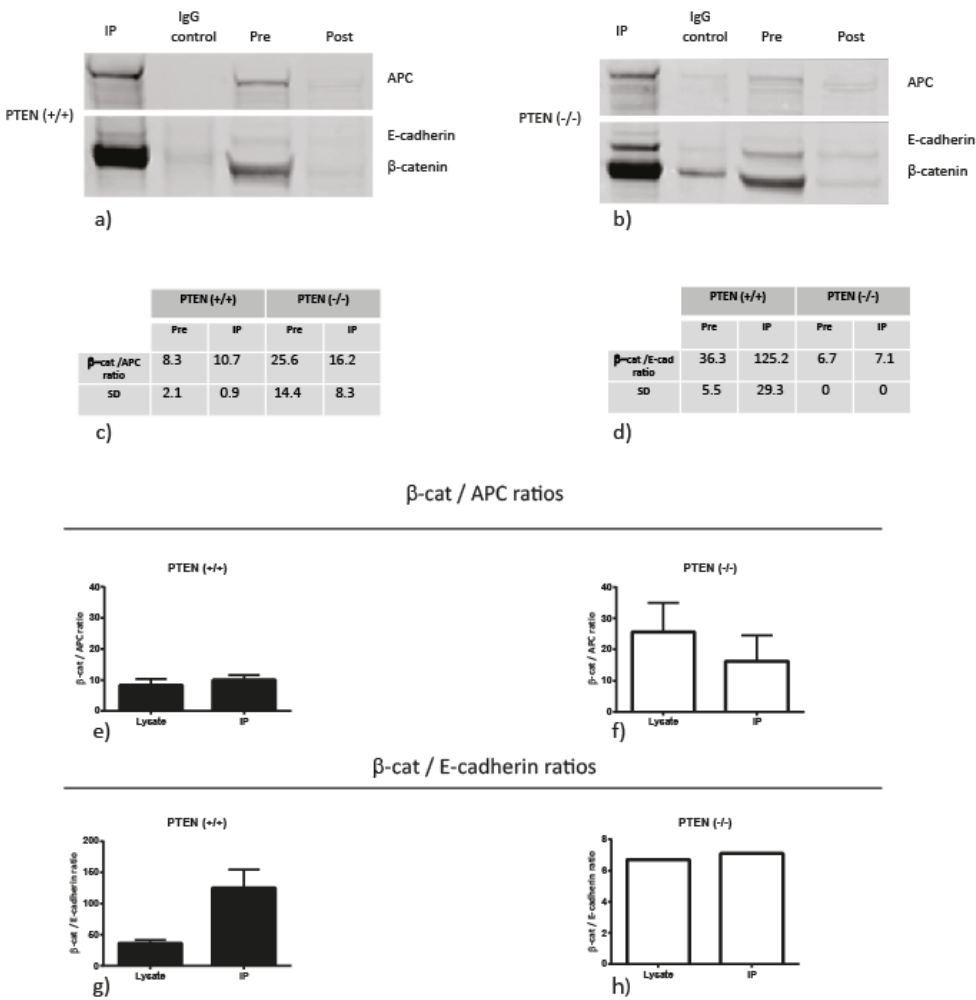 IP IgG control Pre Post
APC
PTEN (+/+)
E-cadherin
β-catenin
a)
IP IgG control Pre Post
APC
PTEN (-/-)
E-cadherin
β-catenin
b)
PTEN (+/+) PTEN (-/-)
Pre IP Pre IP
β-cat /APC ratio 8.3 10.7 25.6 16.2
SD 2.1 0.9 14.4 8.3
c)
PTEN (+/+) PTEN (-/-)
Pre IP Pre IP
β-cat /E-cad ratio 36.3 125.2 6.7 7.1
SD 5.5 29.3 0 0
d)
β-cat / APC ratios
PTEN (+/+)
β-cat / APC ratio
40
30
20
10
0
Lysate IP
e)
PTEN (-/-)
β-cat / APC ratio
40
30
20
10
0
Lysate IP
f)
β-cat / E-cadherin ratios
PTEN (+/+)
β-cat / E-cadherin ratio
200
150
100
50
0
Lysate IP
g)
PTEN (-/-)
β-cat / E-cadherin ratio
8
6
4
2
0
Lysate IP
h)